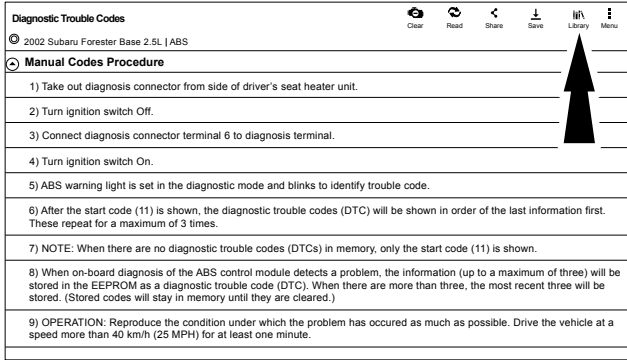 Diagnostic Trouble Codes
Clear Read Share Save Library Menu
2002 Subaru Forester Base 2.5L | ABS
Manual Codes Procedure
1) Take out diagnosis connector from side of driver's seat heater unit.
2) Turn ignition switch Off.
3) Connect diagnosis connector terminal 6 to diagnosis terminal.
4) Turn ignition switch On.
5) ABS warning light is set in the diagnostic mode and blinks to identify trouble code.
6) After the start code (11) is shown, the diagnostic trouble codes (DTC) will be shown in order of the last information first.
These repeat for a maximum of 3 times.
7) NOTE: When there are no diagnostic trouble codes (DTCs) in memory, only the start code (11) is shown.
8) When on-board diagnosis of the ABS control module detects a problem, the information (up to a maximum of three) will be
stored in the EEPROM as a diagnostic trouble code (DTC). When there are more than three, the most recent three will be
stored. (Stored codes will stay in memory until they are cleared.)
9) OPERATION: Reproduce the condition under which the problem has occured as much as possible. Drive the vehicle at a
speed more than 40 km/h (25 MPH) for at least one minute.